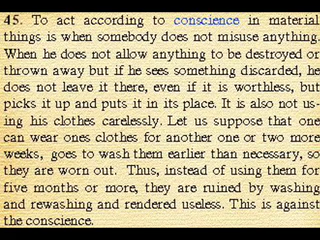 45. To act according to conscience in material
things is when somebody does not misuse anything.
When he does not allow anything to be destroyed or
thrown away but if he sees something discarded, he
does not leave it there, even if it is worthless, but
picks it up and puts it in its place. It is also not us-
ing his clothes carelessly. Let us suppose that one
can wear ones clothes for another one or two more
weeks, goes to wash them earlier than necessary, so
they are worn out. Thus, instead of using them for
five months or more, they are ruined by washing
and rewashing and rendered useless. This is against
the conscience.